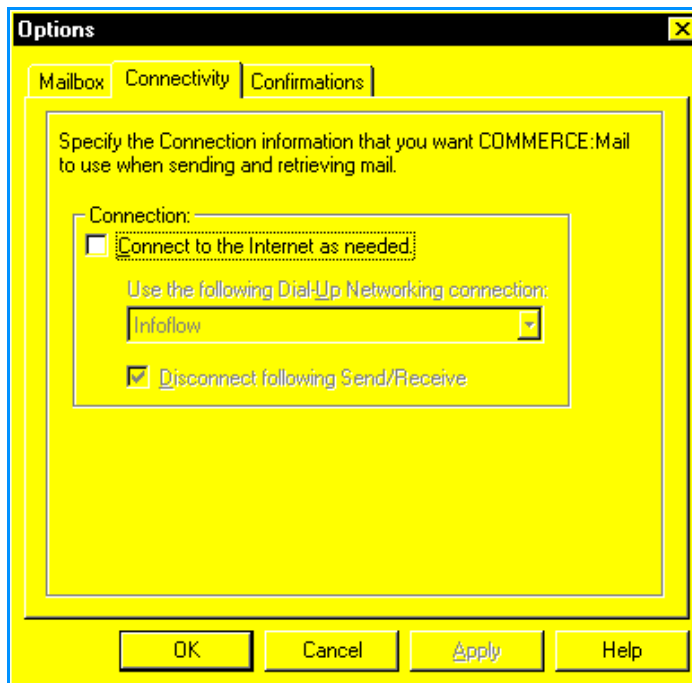 Options
Mailbox Connectivity Confirmations
Specify the Connection information that you want COMMERCE:Mail
to use when sending and retrieving mail.
Connection:
Connect to the Internet as needed.
Use the following Dial-Up Networking connection:
Infoflow
Disconnect following Send/Receive
OK Cancel Apply Help